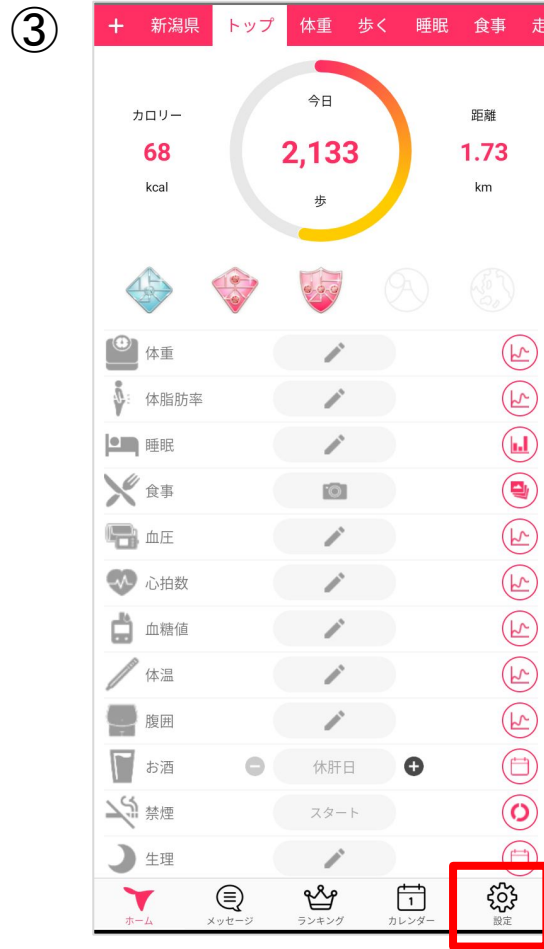 ③
+ 新潟県 トップ 体重 歩く 睡眠 食事 走
今日
カロリー
距離
68
2,133
1.73
kcal
歩
km
体重
体脂肪率
睡眠
食事
血圧
心拍数
血糖値
体温
腹囲
お酒 休肝日
禁煙 スタート
生理
1
ホーム メッセージ ランキング カレンダー 設定